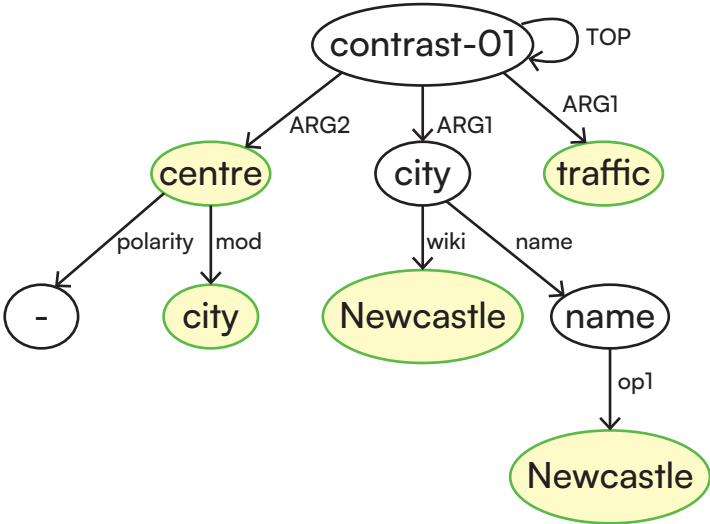 contrast-01
TOP
ARG2
ARG1
ARG1
centre
city
traffic
polarity
mod
wiki
name
-
city
Newcastle
name
op1
Newcastle